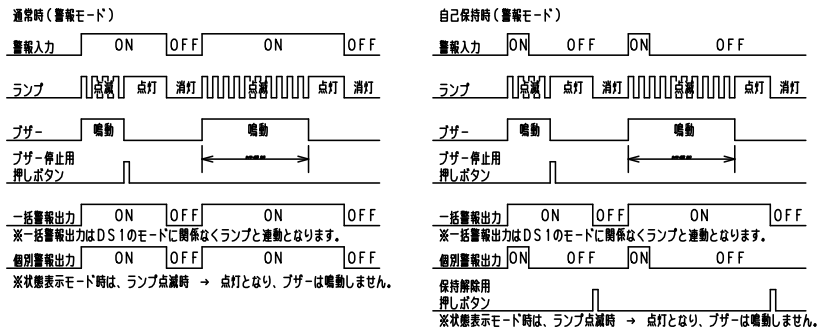 通常時(警報モード)
警報入力 ON OFF ON OFF
ランプ 点滅 点灯 消灯 点滅 点灯 消灯
ブザー 鳴動 鳴動
ブザー停止用
押しボタン
一括警報出力 ON OFF ON OFF
※一括警報出力はDS1のモードに関係なくランプと連動となります。
個別警報出力 ON OFF ON OFF
※状態表示モード時は、ランプ点滅時 → 点灯となり、ブザーは鳴動しません。
自己保持時(警報モード)
警報入力 ON OFF ON OFF
ランプ 点滅 点灯 消灯 点滅 点灯 消灯
ブザー 鳴動 鳴動
ブザー停止用
押しボタン
一括警報出力 ON OFF ON OFF
※一括警報出力はDS1のモードに関係なくランプと連動となります。
個別警報出力 ON OFF ON OFF
保持解除用
押しボタン
※状態表示モード時は、ランプ点滅時 → 点灯となり、ブザーは鳴動しません。